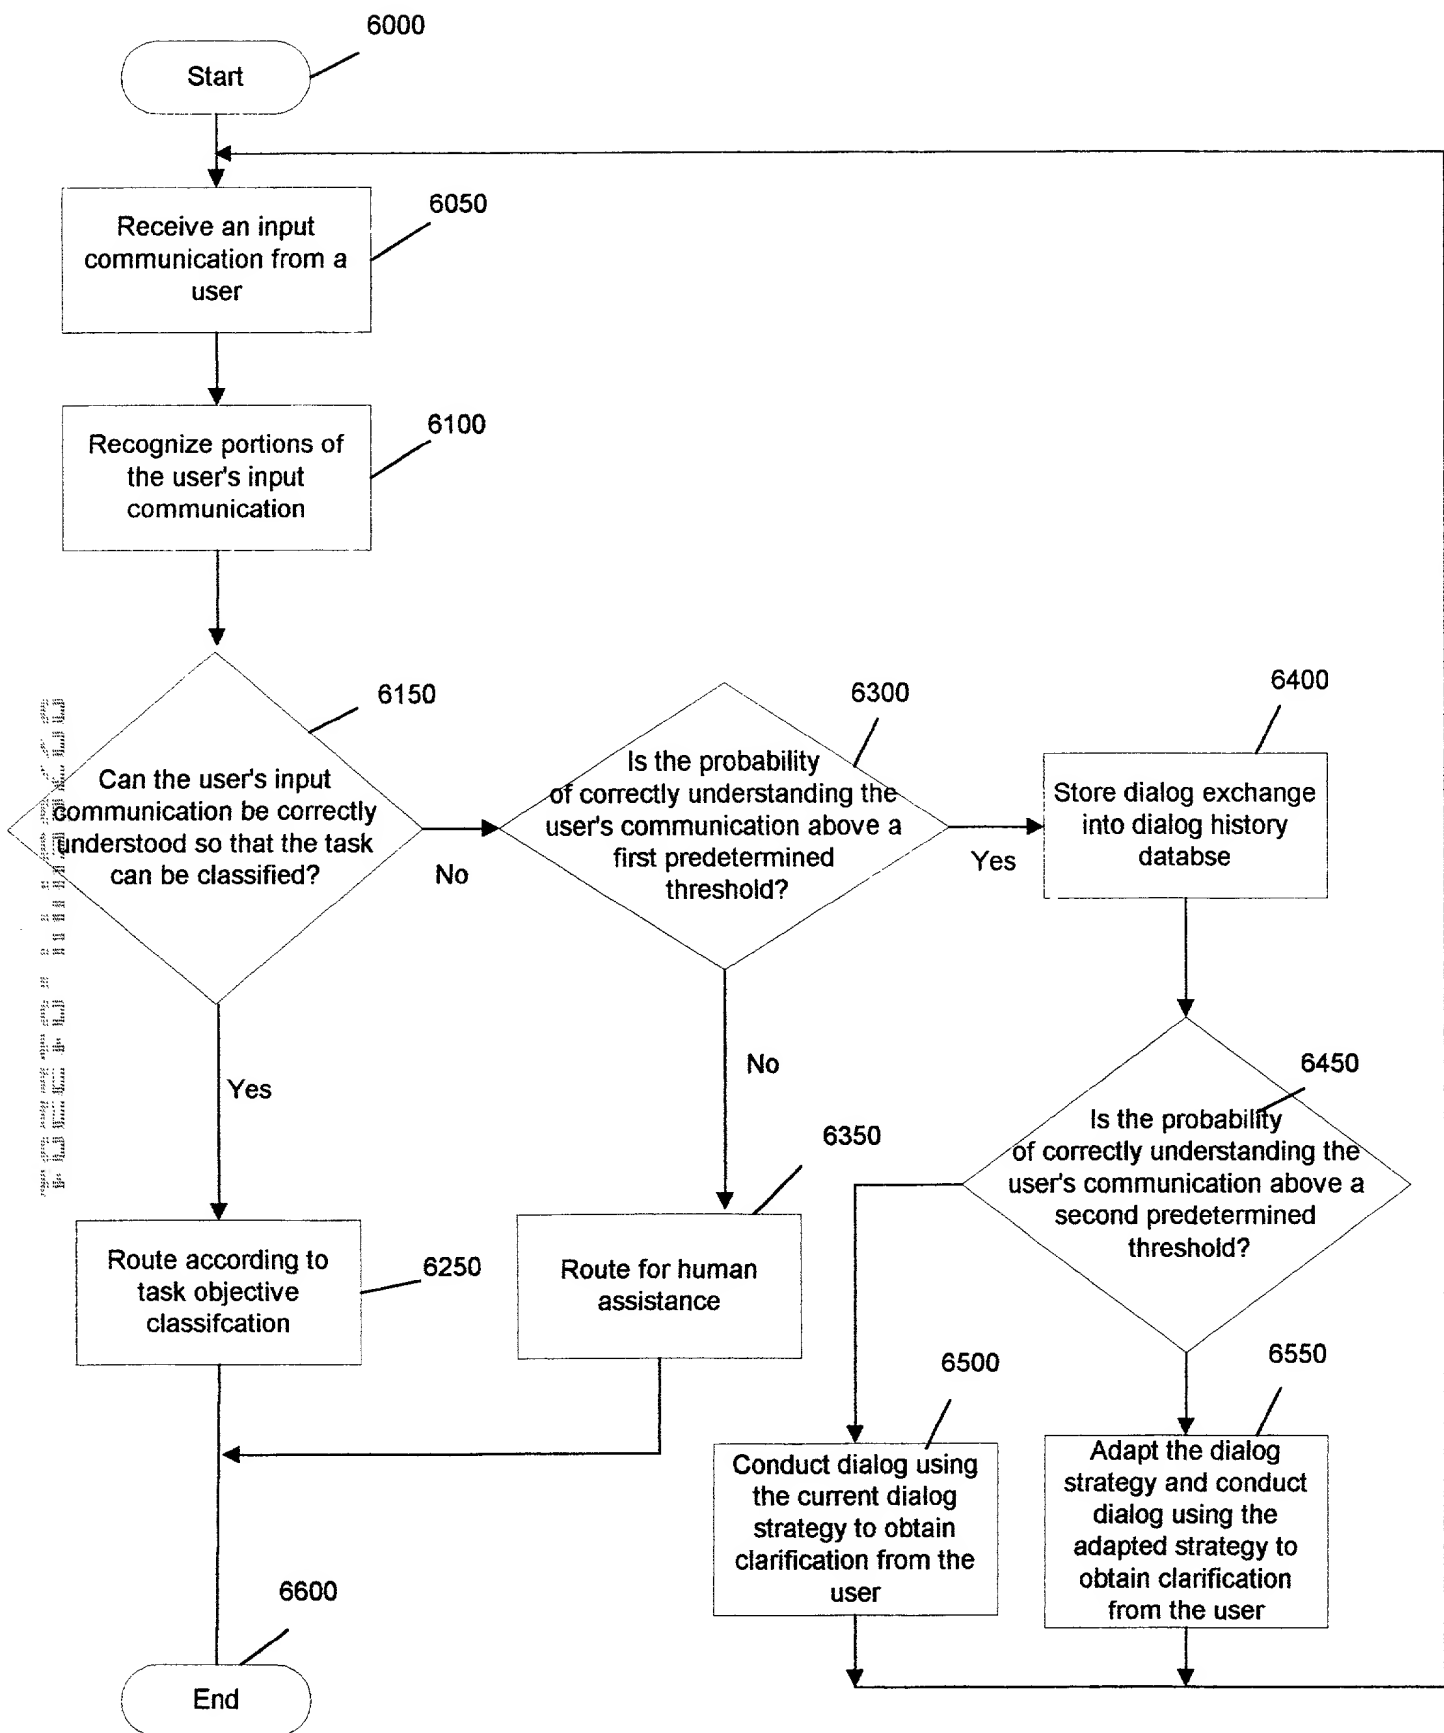 6000
Start
6050
Receive an input
communication from a
user
6100
Recognize portions of
the user's input
communication
6150
Can the user's input
communication be correctly
understood so that the task
can be classified?
No
Yes
6300
Is the probability
of correctly understanding the
user's communication above a
first predetermined
threshold?
Yes
No
6400
Store dialog exchange
into dialog history
databse
6450
Is the probability
of correctly understanding the
user's communication above a
second predetermined
threshold?
6250
Route according to
task objective
classifcation
6350
Route for human
assistance
6500
Conduct dialog using
the current dialog
strategy to obtain
clarification from the
user
6550
Adapt the dialog
strategy and conduct
dialog using the
adapted strategy to
obtain clarification
from the user
6600
End